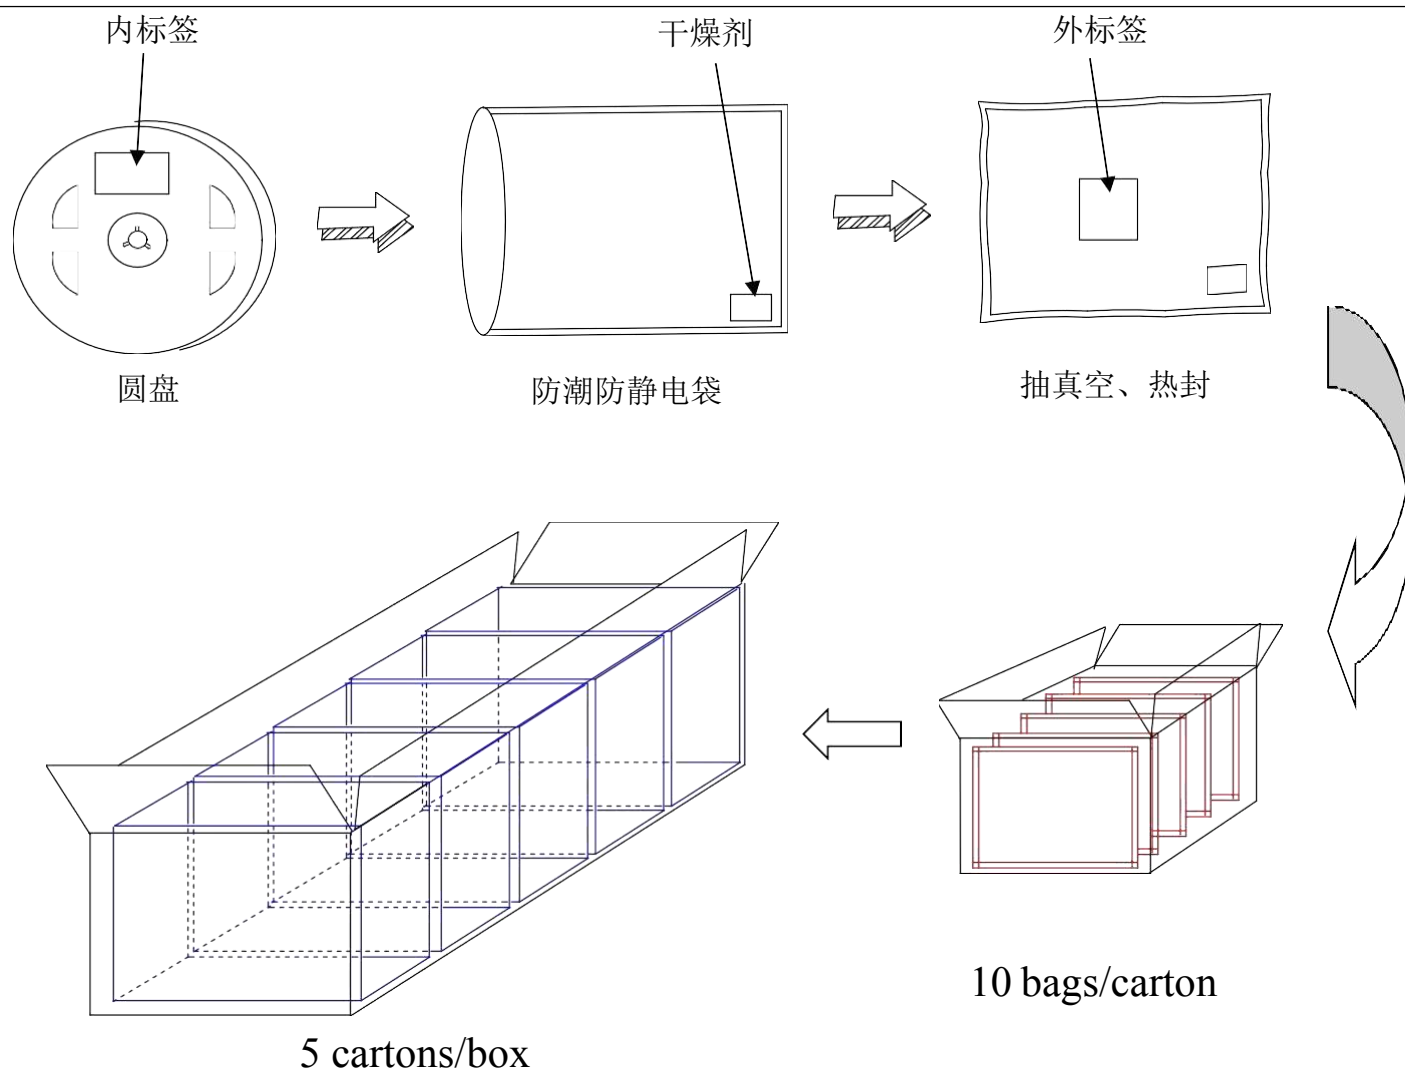 内标签
干燥剂
外标签
圆盘
防潮防静电袋
抽真空、热封
10 bags/carton
5 cartons/box